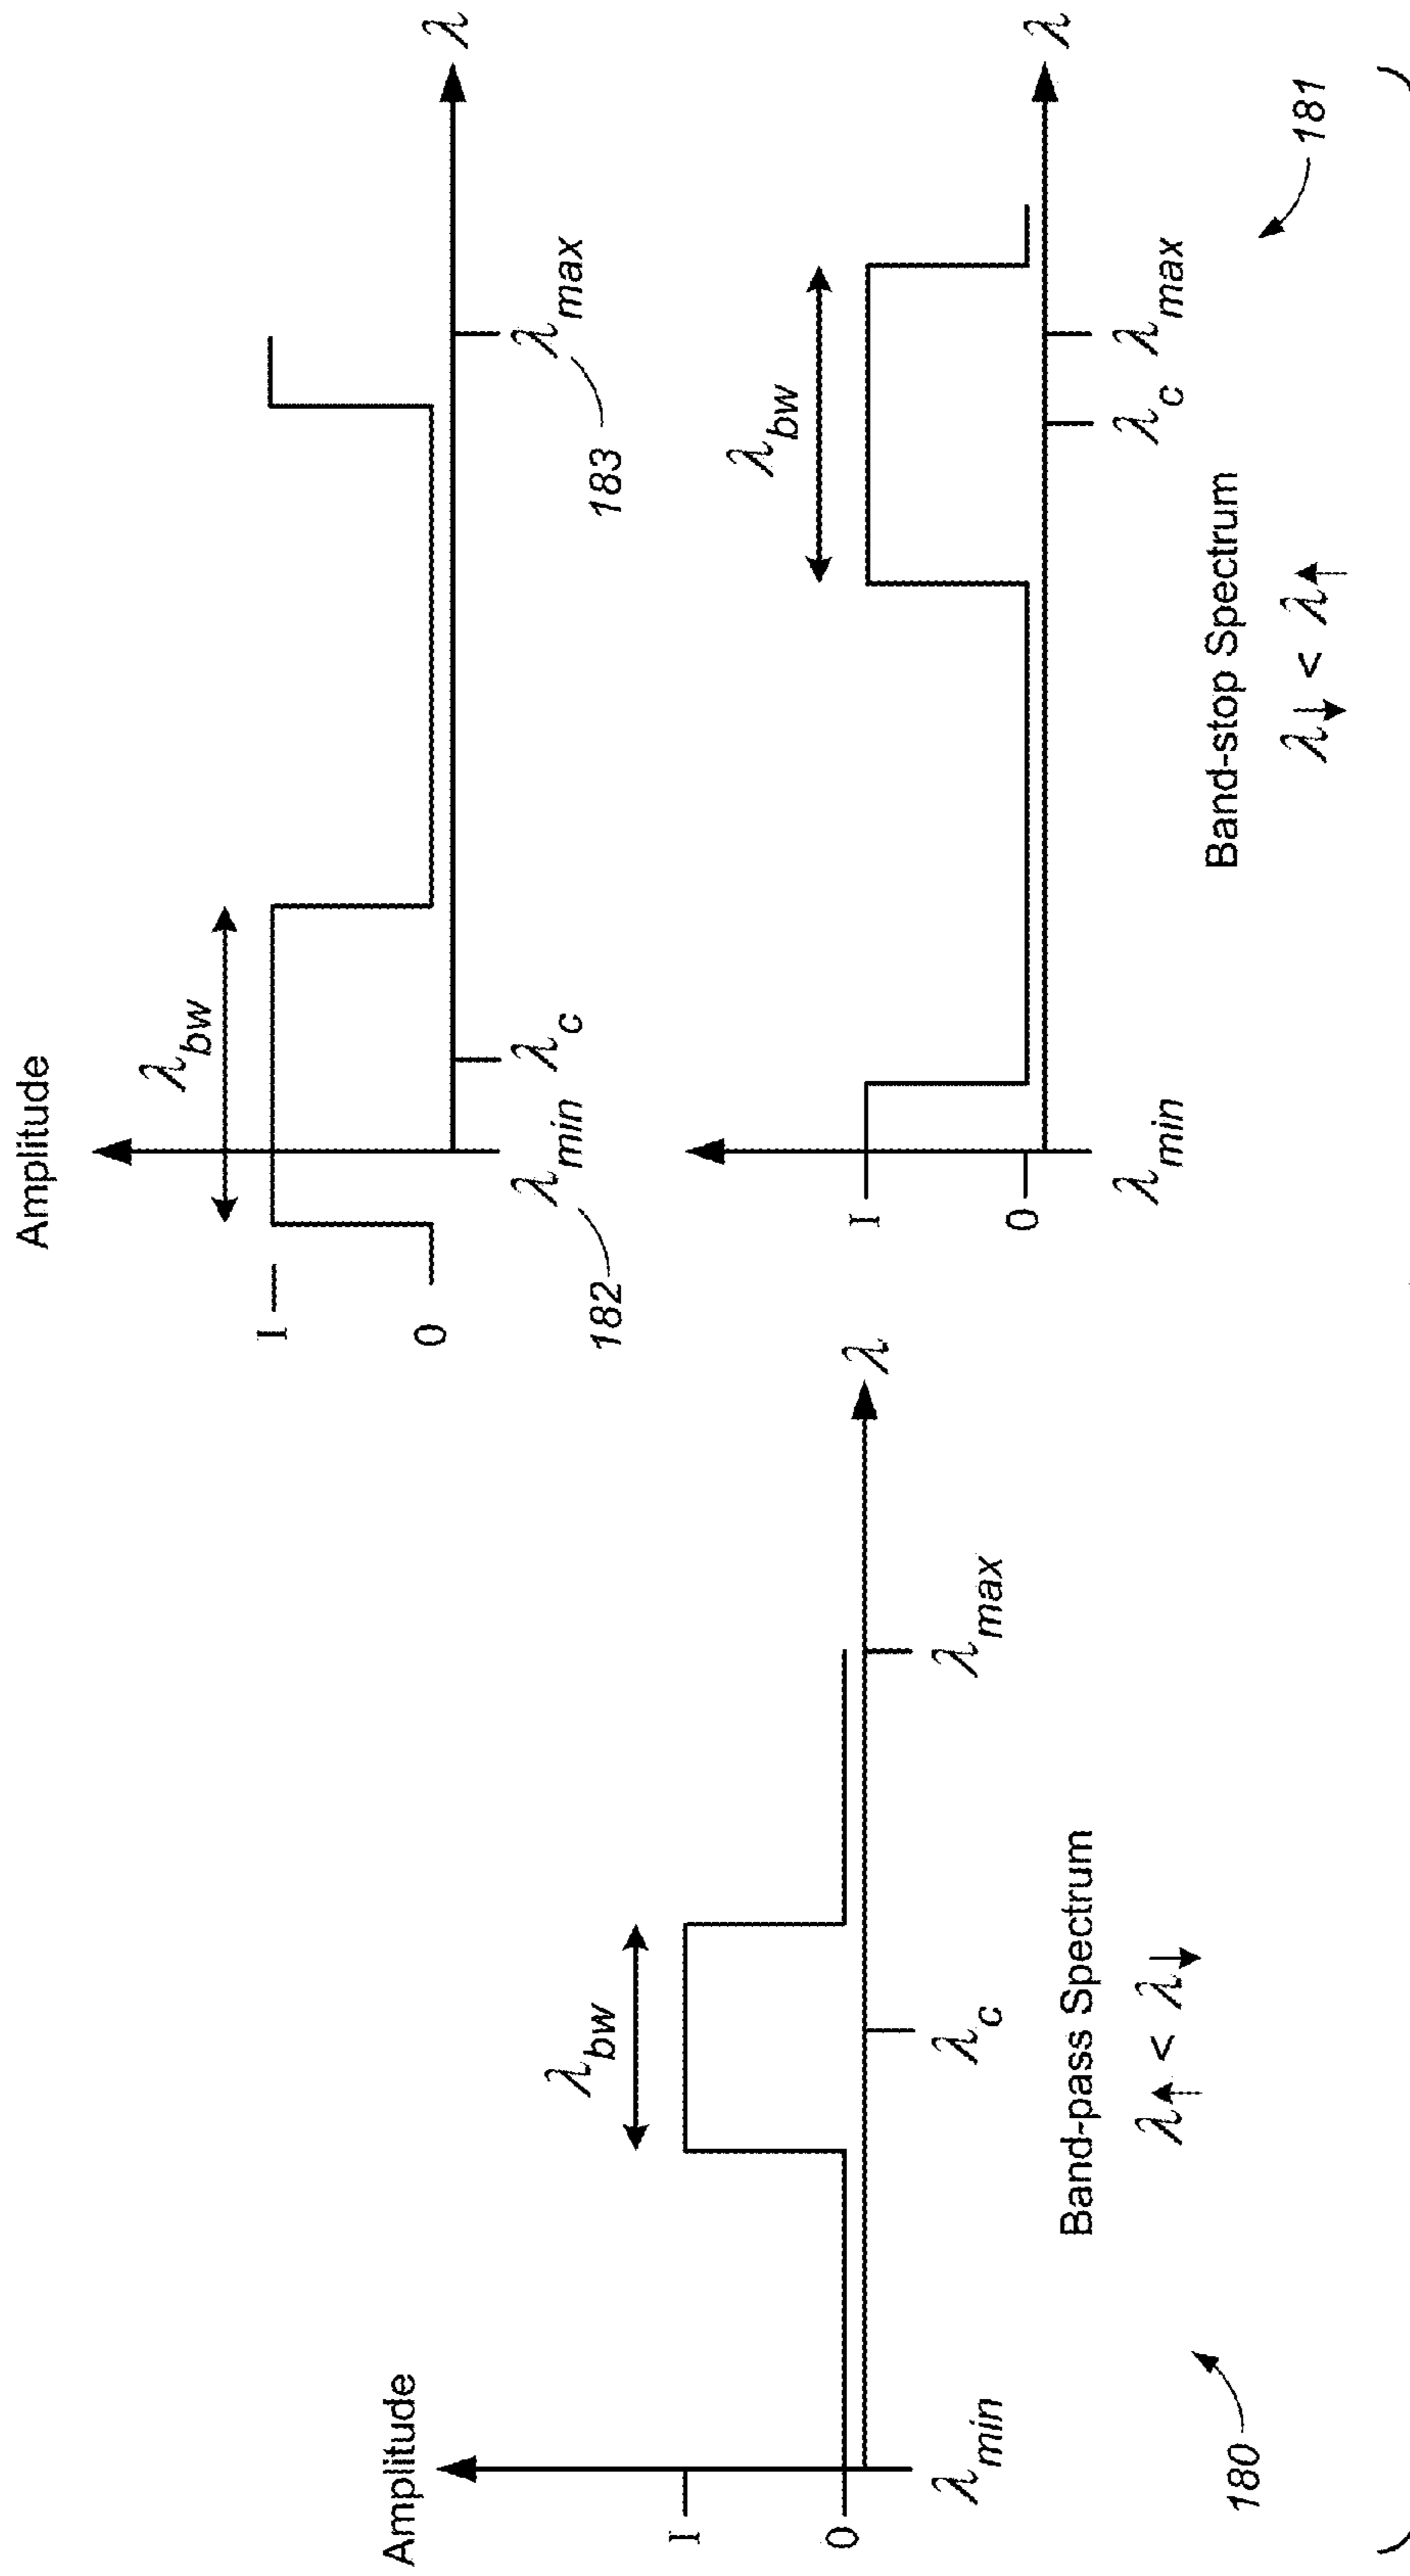 Amplitude
I
0
λbw
λmin
λc
λmax
λ
Band-pass Spectrum
λ↑ < λ↓
180
Amplitude
I
0
λbw
λmin
λc
λmax
λ
182
183
I
0
λbw
λmin
λc
λmax
λ
Band-stop Spectrum
λ↓ < λ↑
181